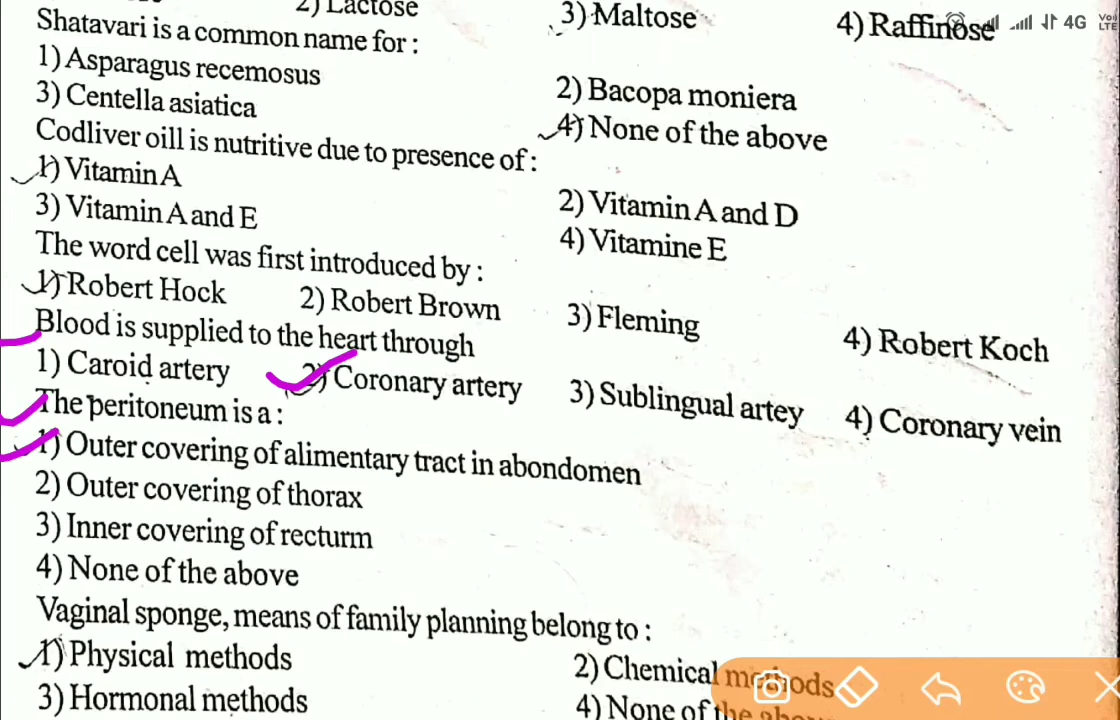 2) Lactose 3) Maltose 4) Raffinose 4G Vo) LTE
Shatavari is a common name for :
1) Asparagus recemosus 2) Bacopa moniera
3) Centella asiatica 4) None of the above
Codliver oill is nutritive due to presence of :
1) Vitamin A 2) Vitamin A and D
3) Vitamin A and E 4) Vitamine E
The word cell was first introduced by :
1) Robert Hock 2) Robert Brown 3) Fleming 4) Robert Koch
Blood is supplied to the heart through
1) Caroid artery 2) Coronary artery 3) Sublingual artey 4) Coronary vein
The peritoneum is a :
1) Outer covering of alimentary tract in abondomen
2) Outer covering of thorax
3) Inner covering of recturm
4) None of the above
Vaginal sponge, means of family planning belong to :
1) Physical methods 2) Chemical methods
3) Hormonal methods 4) None of the above